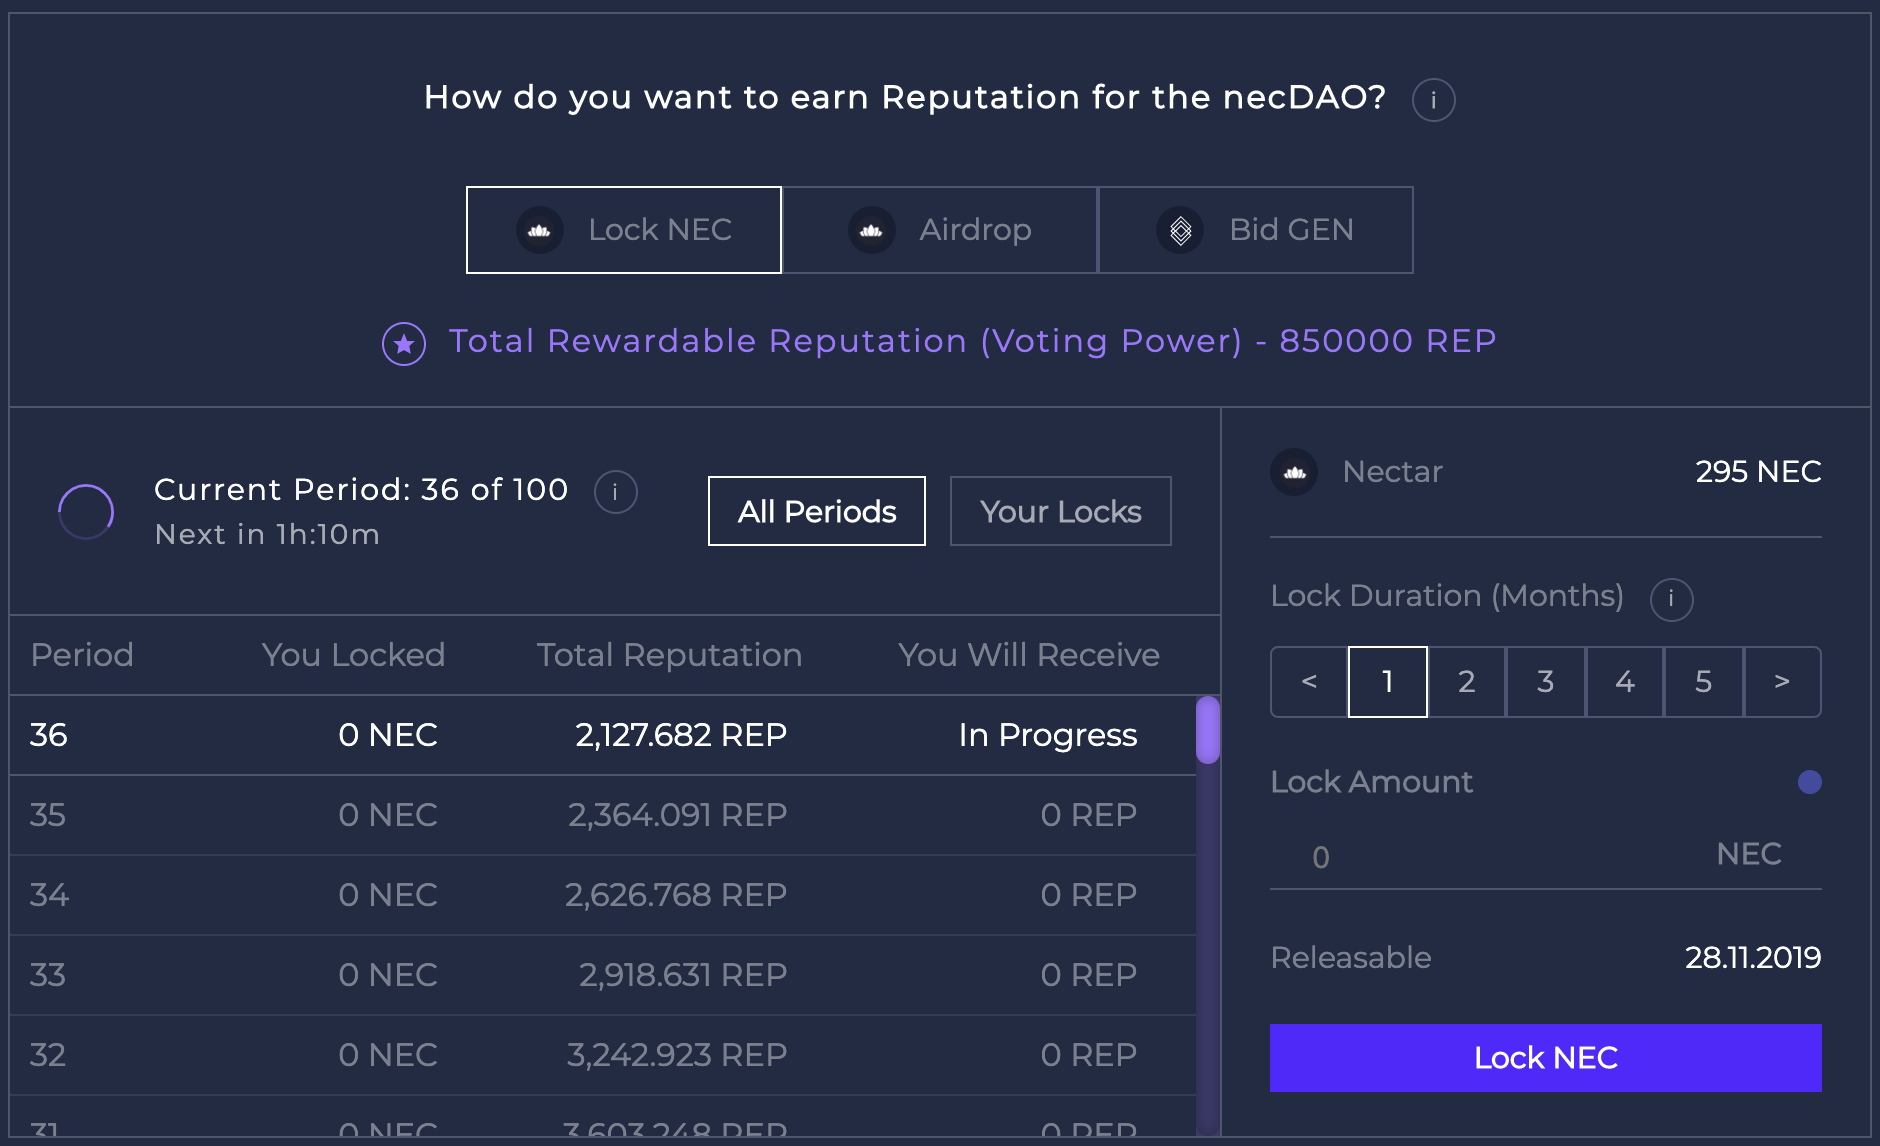 How do you want to earn Reputation for the necDAO? i
Lock NEC Airdrop Bid GEN
Total Rewardable Reputation (Voting Power) - 850000 REP
Current Period: 36 of 100 i
Next in 1h:10m
All Periods Your Locks
Period You Locked Total Reputation You Will Receive
36 0 NEC 2,127.682 REP In Progress
35 0 NEC 2,364.091 REP 0 REP
34 0 NEC 2,626.768 REP 0 REP
33 0 NEC 2,918.631 REP 0 REP
32 0 NEC 3,242.923 REP 0 REP
31 0 NEC 3,603.248 REP 0 REP
Nectar 295 NEC
Lock Duration (Months) i
< 1 2 3 4 5 >
Lock Amount
0 NEC
Releasable 28.11.2019
Lock NEC